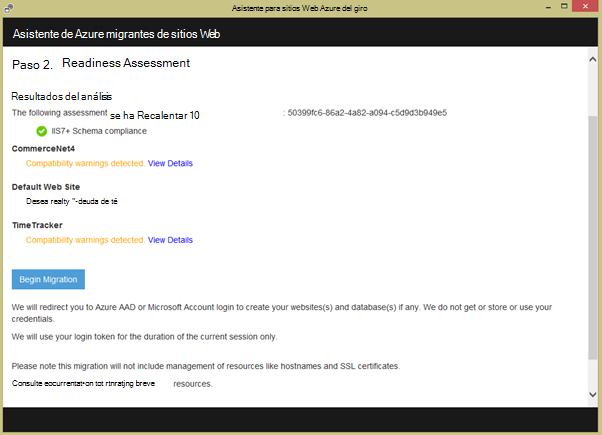 Asistente para sitios Web Azure del giro
Asistente de Azure migrantes de sitios Web
Paso 2. Readiness Assessment
Resultados del análisis
The following assessment se ha Recalentar 10 : 50399fc6-86a2-4a82-a094-c5d9d3b949e5
IIS7+ Schema compliance
CommerceNet4
Compatibility warnings detected. View Details
Default Web Site
Desea realty "-deuda de té
TimeTracker
Compatibility warnings detected. View Details
Begin Migration
We will redirect you to Azure AAD or Microsoft Account login to create your websites(s) and database(s) if any. We do not get or store or use your
credentials.
We will use your login token for the duration of the current session only.
Please note this migration will not include management of resources like hostnames and SSL certificates.
Consulte breve resources.